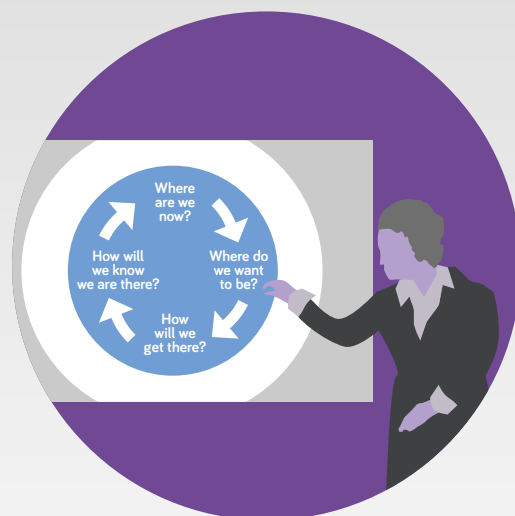 Where
are we
now?
Where do
we want
to be?
How
will we
get there?
How will
we know
we are there?